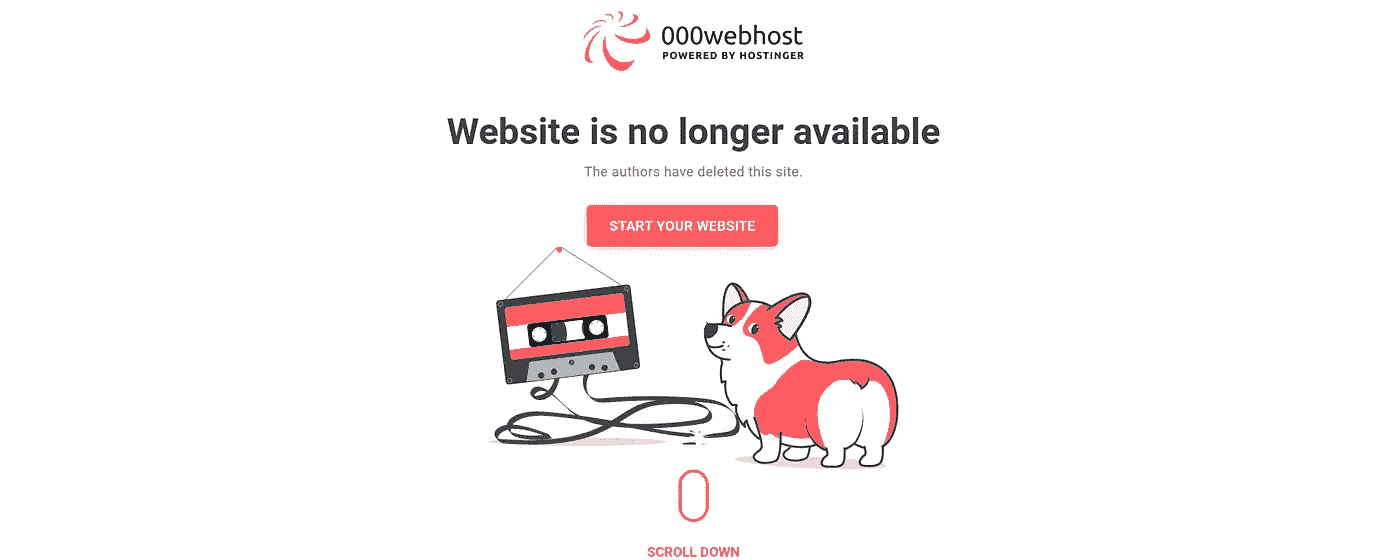 000webhost
POWERED BY HOSTINGER
Website is no longer available
The authors have deleted this site.
START YOUR WEBSITE
SCROLL DOWN